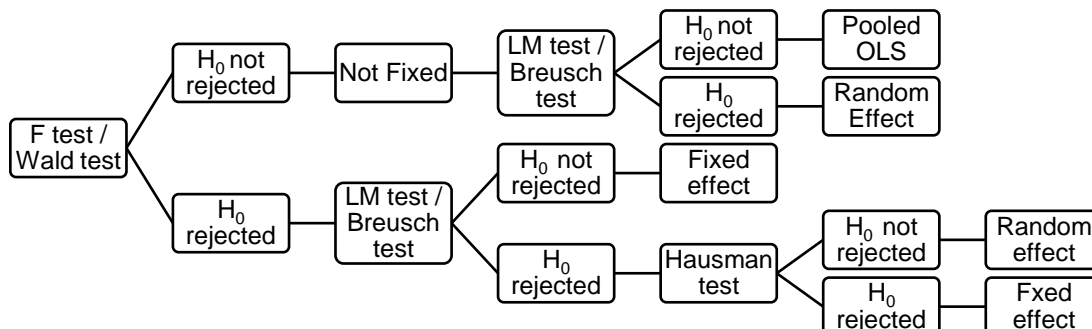 F test /
Wald test
H₀ not
rejected
Not Fixed
LM test /
Breusch
test
H₀ not
rejected
Pooled
OLS
H₀
rejected
Random
Effect
H₀
rejected
LM test /
Breusch
test
H₀ not
rejected
Fixed
effect
H₀
rejected
Hausman
test
H₀ not
rejected
Random
effect
H₀
rejected
Fxed
effect